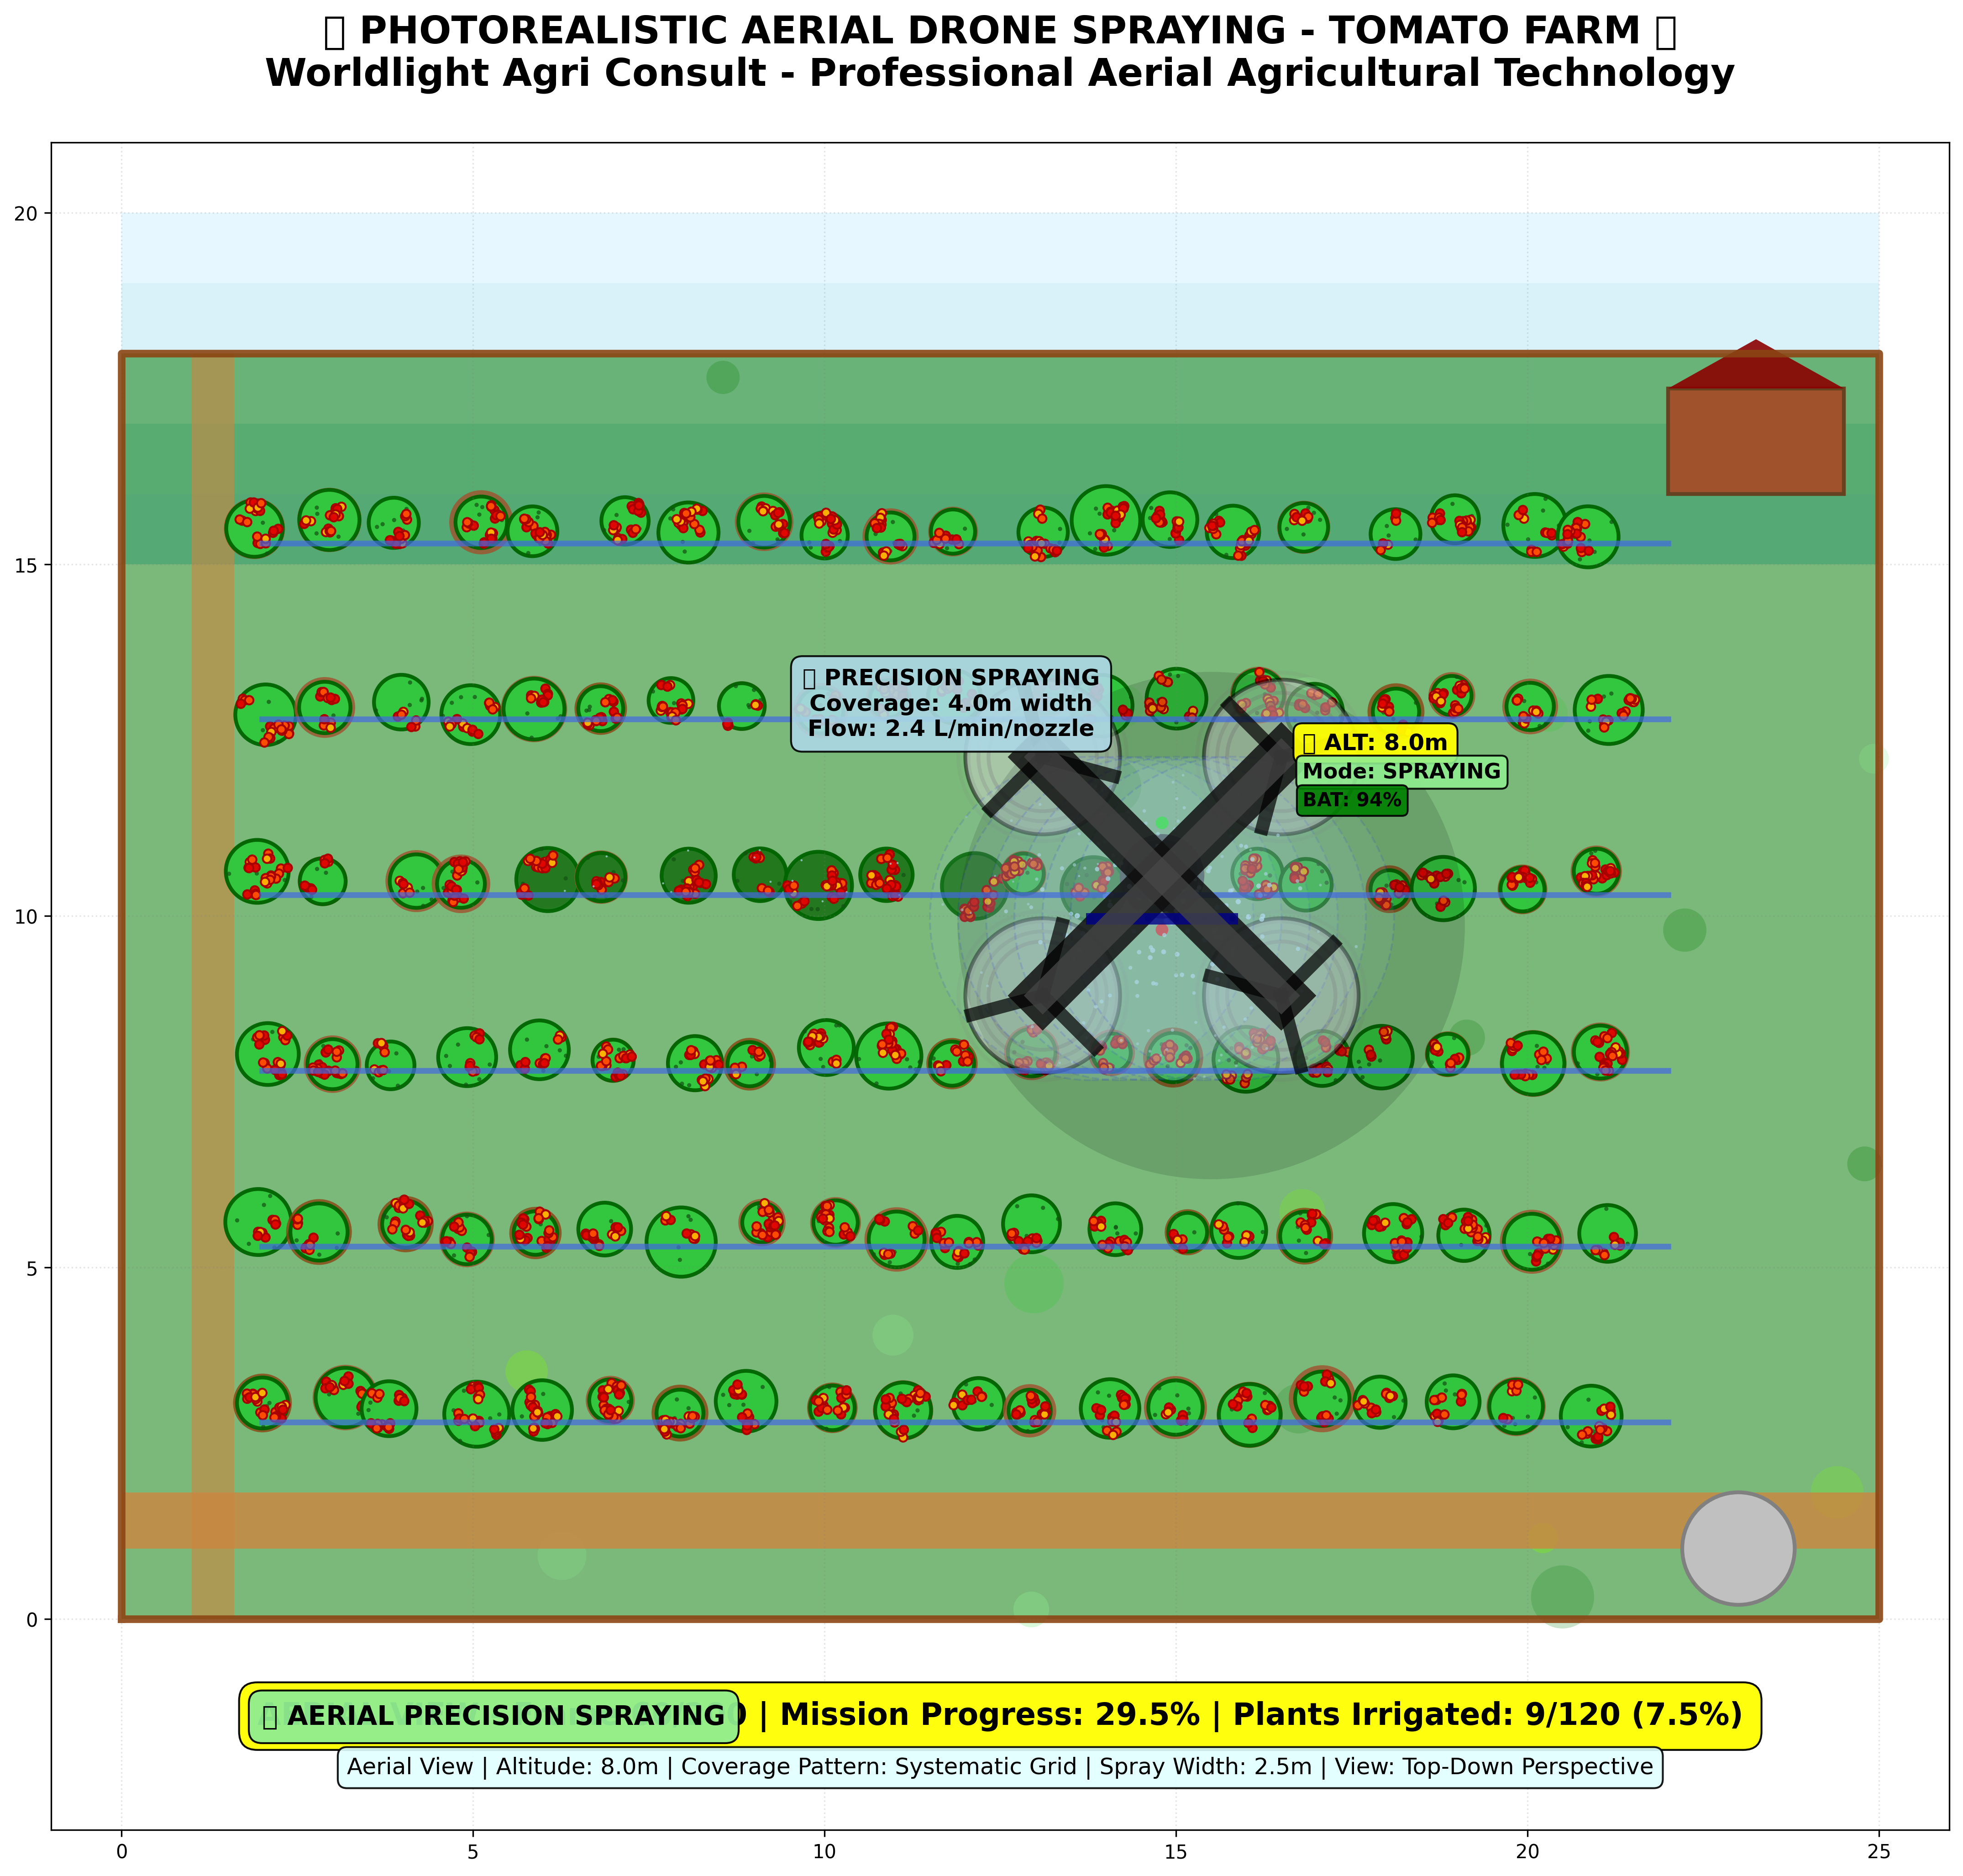 PHOTOREALISTIC AERIAL DRONE SPRAYING - TOMATO FARM
Worldlight Agri Consult - Professional Aerial Agricultural Technology
20
15
10
5
0
PRECISION SPRAYING
Coverage: 4.0m width
Flow: 2.4 L/min/nozzle
ALT: 8.0m
Mode: SPRAYING
BAT: 94%
0
5
10
15
20
25
AERIAL PRECISION SPRAYING
| Mission Progress: 29.5% | Plants Irrigated: 9/120 (7.5%)
Aerial View | Altitude: 8.0m | Coverage Pattern: Systematic Grid | Spray Width: 2.5m | View: Top-Down Perspective